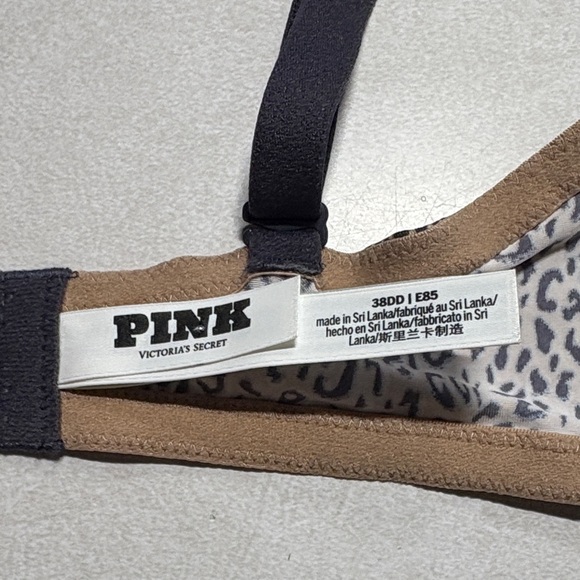 PINK
VICTORIA'S SECRET
38DD | E85
made in Sri Lanka/fabriqué au Sri Lanka/
hecho en Sri Lanka/fabbricato in Sri
Lanka/斯里兰卡制造